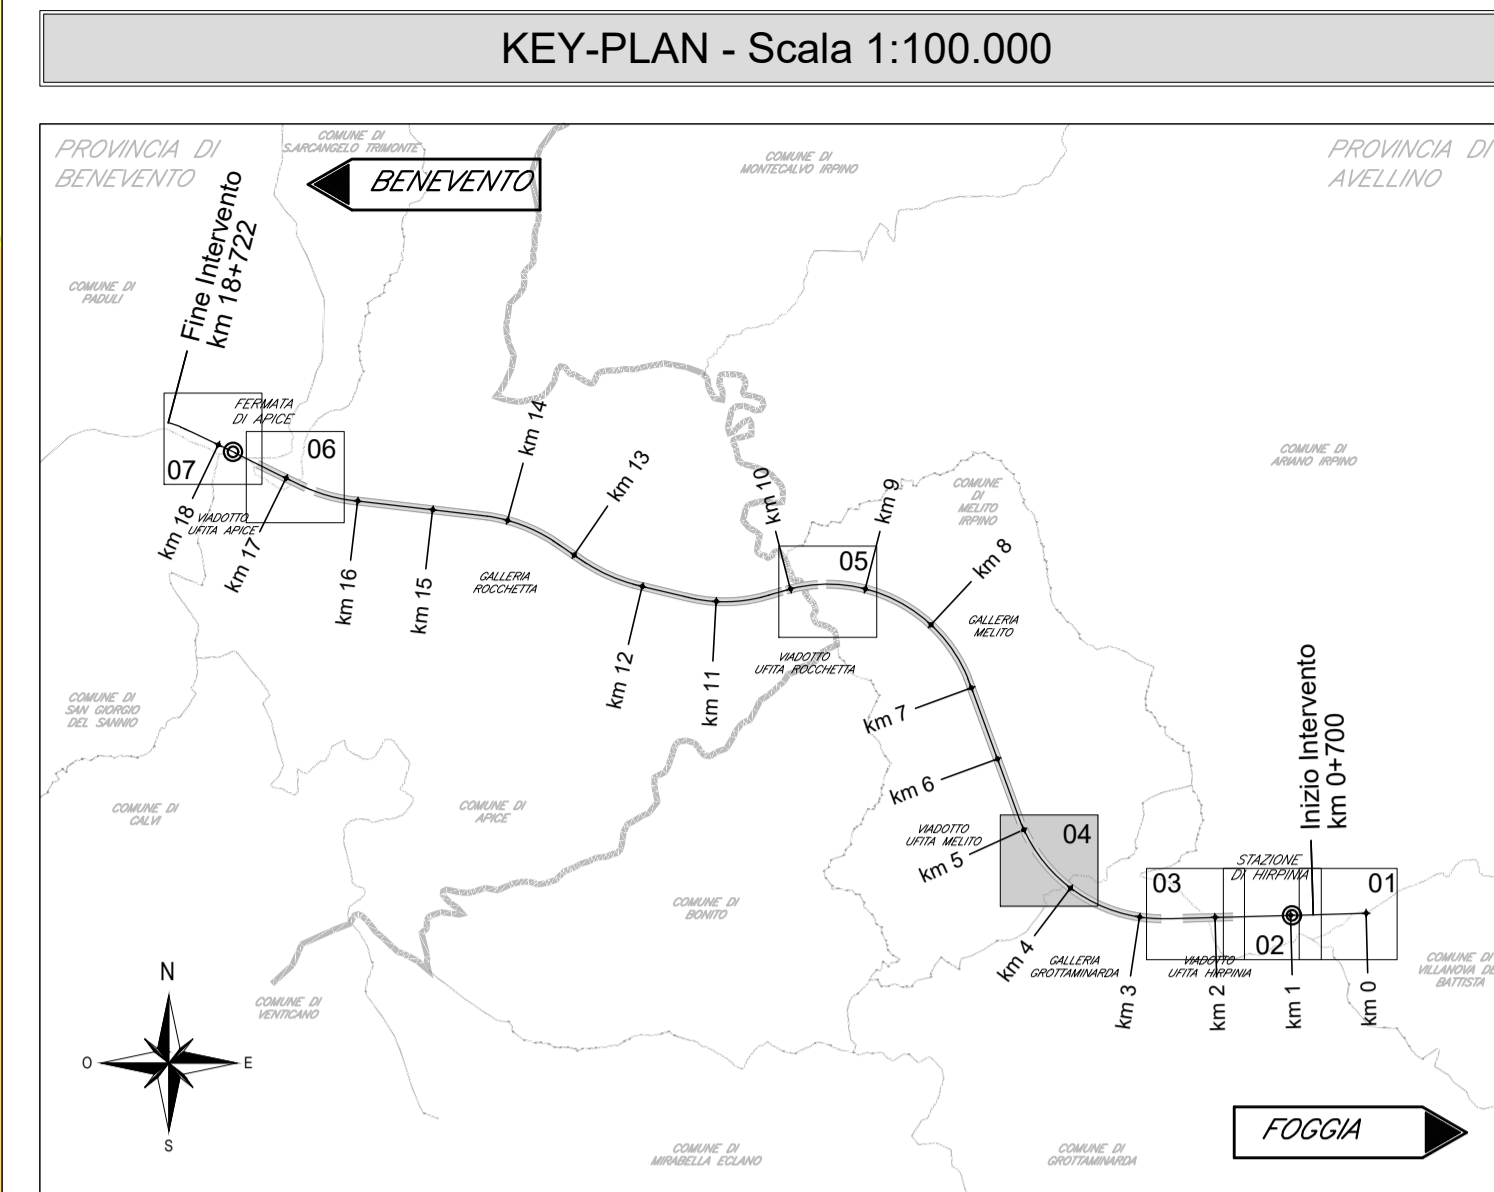 KEY-PLAN - Scala 1:100.000
PROVINCIA DI
BENEVENTO
COMUNE DI
S.ARCANGELO TRIMONTE
BENEVENTO
COMUNE DI
MONTECALVO IRPINO
PROVINCIA DI
AVELLINO
Fine Intervento
km 18+722
COMUNE DI
PADULI
FERMATA
DI APICE
07
06
km 18
VIADOTTO
UFITA APICE
km 17
km 16
km 15
km 14
km 13
GALLERIA
ROCCHETTA
km 12
km 11
km 10
km 9
05
VIADOTTO
UFITA ROCCHETTA
COMUNE
DI
MELITO
IRPINO
COMUNE DI
ARIANO IRPINO
km 8
GALLERIA
MELITO
km 7
km 6
COMUNE DI
SAN GIORGIO
DEL SANNIO
COMUNE DI
CALVI
COMUNE DI
APICE
VIADOTTO
UFITA MELITO
km 5
04
Inizio Intervento
km 0+700
STAZIONE
DI HIRPINIA
03
02
01
km 4
GALLERIA
GROTTAMINARDA
km 3
VIADOTTO
UFITA HIRPINIA
km 2
km 1
km 0
COMUNE DI
BONITO
COMUNE DI
VILLANOVA DE
BATTISTA
COMUNE DI
VENTICANO
N
O
E
S
COMUNE DI
MIRABELLA ECLANO
COMUNE DI
GROTTAMINARDA
FOGGIA